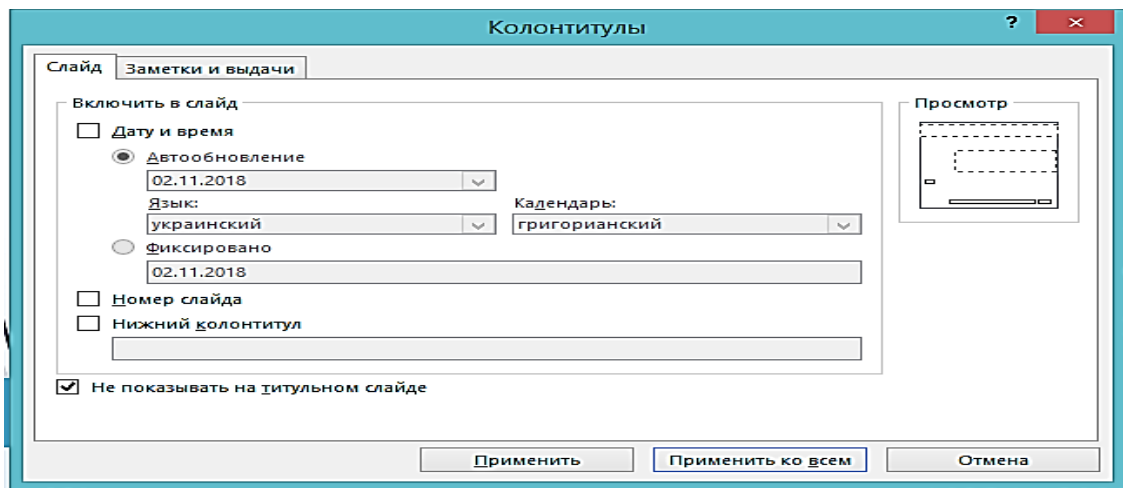 Колонтитулы ?
Слайд Заметки и выдачи
Включить в слайд Просмотр
Дату и время
Автообновление
02.11.2018
Язык: Календарь:
украинский григорианский
Фиксировано
02.11.2018
Номер слайда
Нижний колонтитул
Не показывать на титульном слайде
Применить Применить ко всем Отмена